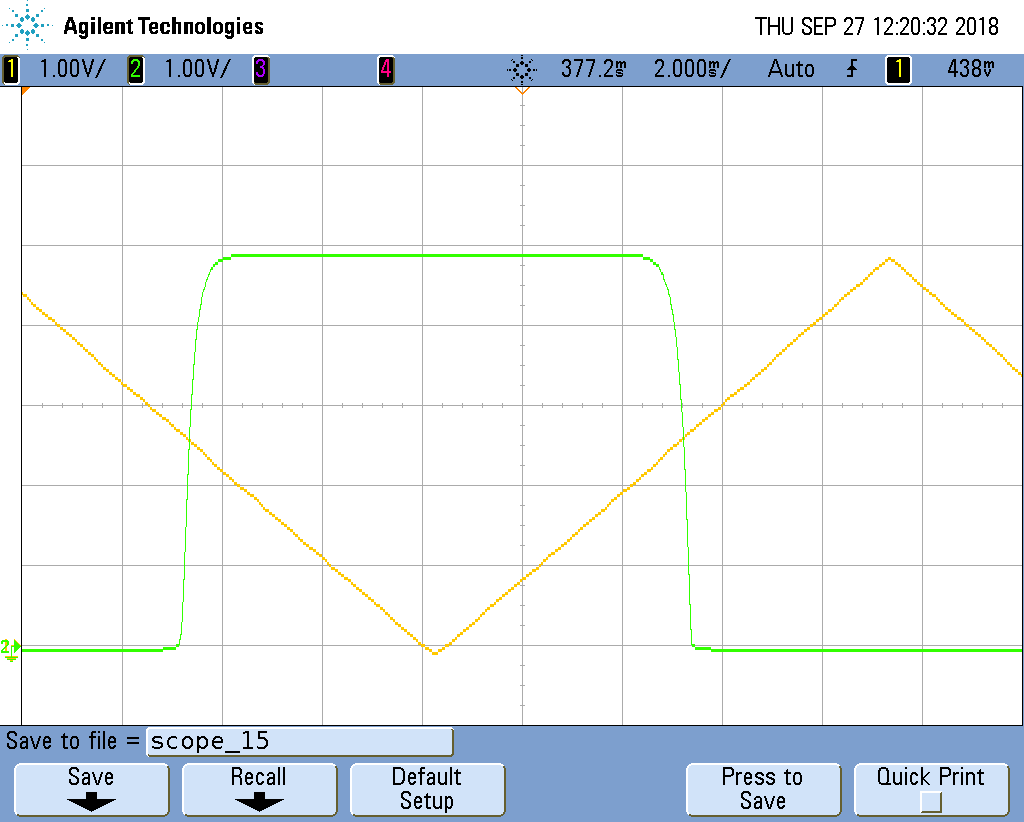 Agilent Technologies THU SEP 27 12:20:32 2018
1 1.00V/ 2 1.00V/ 3 4 377.2ms 2.000ms/ Auto 1 438mV
2
Save to file = scope_15
Save Recall Default Setup Press to Save Quick Print